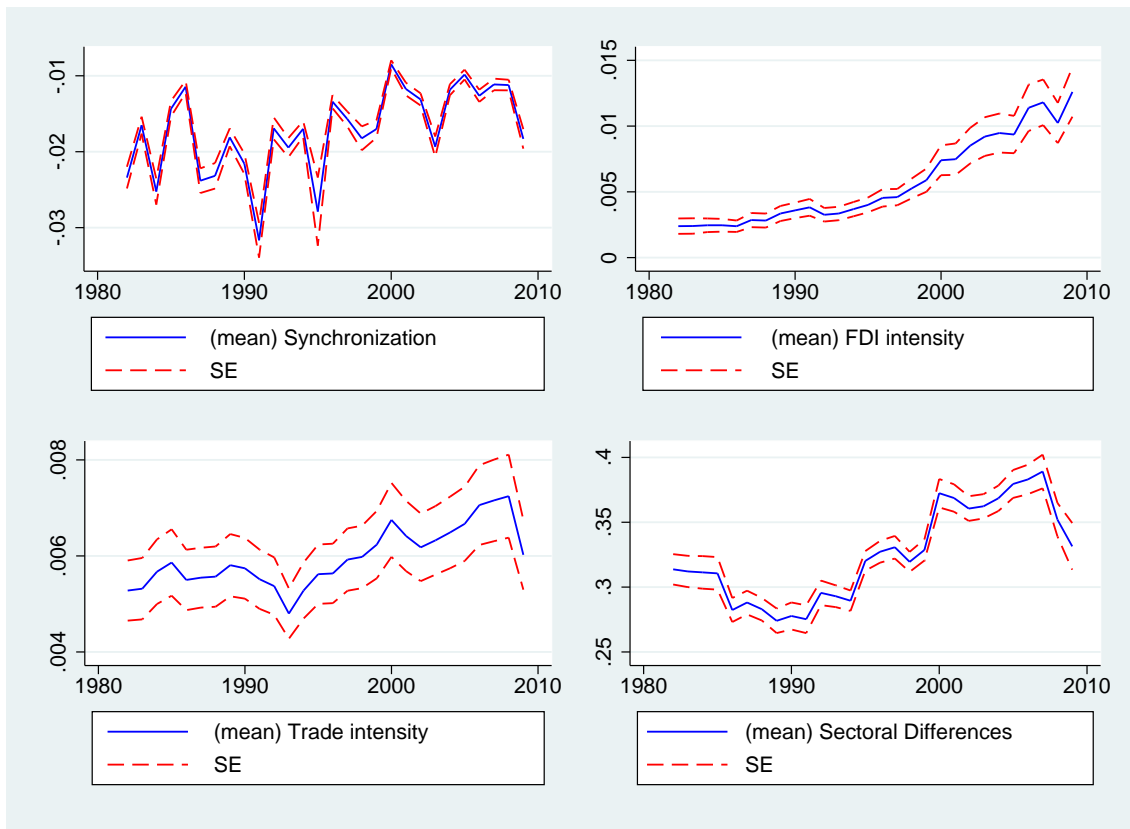 -.01
-.02
-.03
1980 1990 2000 2010
(mean) Synchronization
SE
.015
.01
.005
0
1980 1990 2000 2010
(mean) FDI intensity
SE
.008
.006
.004
1980 1990 2000 2010
(mean) Trade intensity
SE
.4
.35
.3
.25
1980 1990 2000 2010
(mean) Sectoral Differences
SE